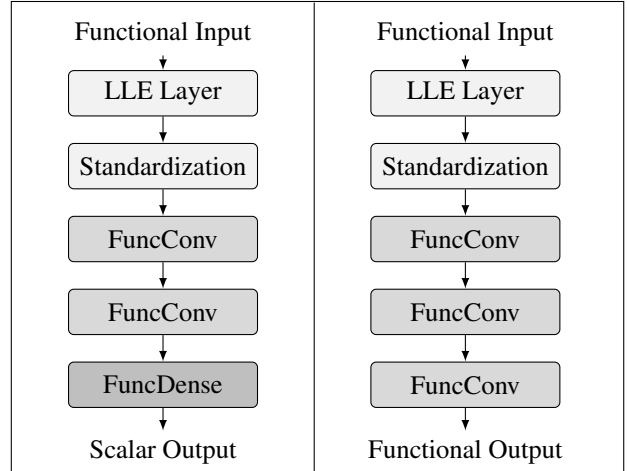 Functional Input
LLE Layer
Standardization
FuncConv
FuncConv
FuncDense
Scalar Output
Functional Input
LLE Layer
Standardization
FuncConv
FuncConv
FuncConv
Functional Output